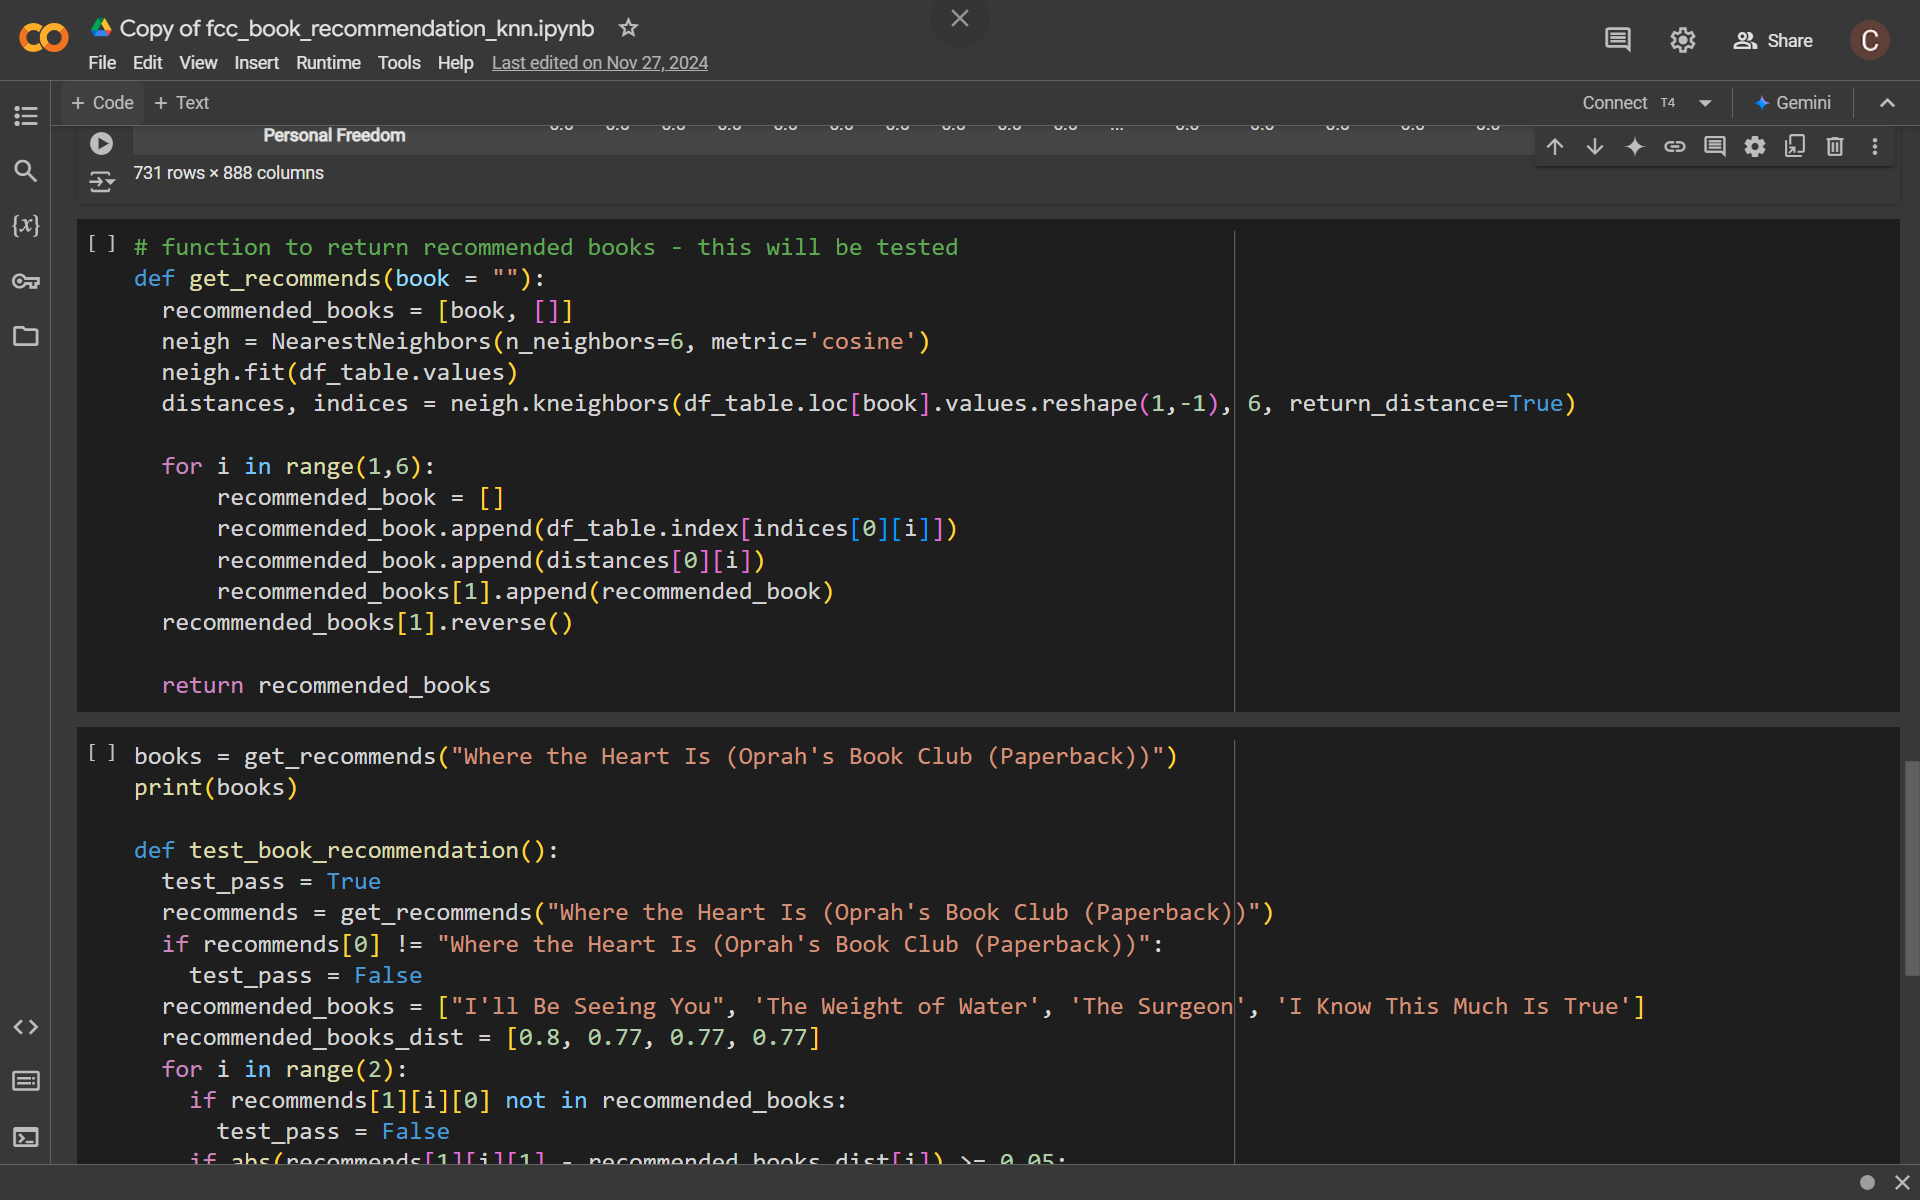 Copy of fcc_book_recommendation_knn.ipynb
File Edit View Insert Runtime Tools Help Last edited on Nov 27, 2024
Share
C
+ Code + Text
Connect T4
Gemini
Personal Freedom
731 rows × 888 columns
[ ] # function to return recommended books - this will be tested
def get_recommends(book = ""):
  recommended_books = [book, []]
  neigh = NearestNeighbors(n_neighbors=6, metric='cosine')
  neigh.fit(df_table.values)
  distances, indices = neigh.kneighbors(df_table.loc[book].values.reshape(1,-1), 6, return_distance=True)
  for i in range(1,6):
      recommended_book = []
      recommended_book.append(df_table.index[indices[0][i]])
      recommended_book.append(distances[0][i])
      recommended_books[1].append(recommended_book)
  recommended_books[1].reverse()
  return recommended_books
[ ] books = get_recommends("Where the Heart Is (Oprah's Book Club (Paperback))")
print(books)
def test_book_recommendation():
  test_pass = True
  recommends = get_recommends("Where the Heart Is (Oprah's Book Club (Paperback))")
  if recommends[0] != "Where the Heart Is (Oprah's Book Club (Paperback))":
    test_pass = False
  recommended_books = ["I'll Be Seeing You", 'The Weight of Water', 'The Surgeon', 'I Know This Much Is True']
  recommended_books_dist = [0.8, 0.77, 0.77, 0.77]
  for i in range(2):
    if recommends[1][i][0] not in recommended_books:
      test_pass = False
    if abs(recommends[1][i][1] - recommended_books_dist[i]) >= 0.05: